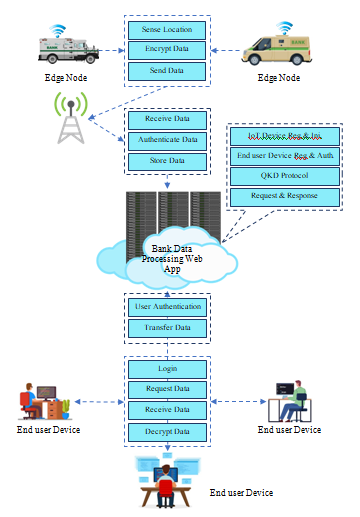 Sense Location
Encrypt Data
Send Data
BANK
Edge Node
Edge Node
Receive Data
Authenticate Data
Store Data
IoT Device Reg & Ini.
End user Device Reg & Auth.
QKD Protocol
Request & Response
Bank Data
Processing Web
App
User Authentication
Transfer Data
Login
Request Data
Receive Data
Decrypt Data
End user Device
End user Device
End user Device